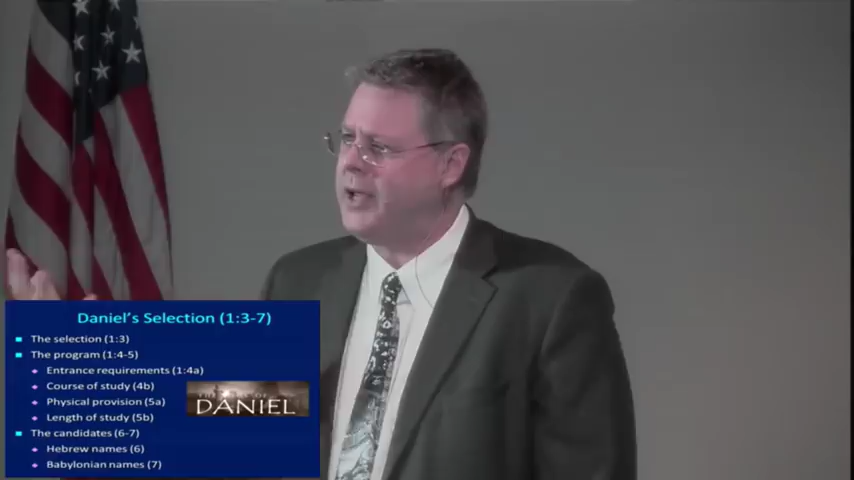 Daniel's Selection (1:3-7)
The selection (1:3)
The program (1:4-5)
Entrance requirements (1:4a)
Course of study (4b)
Physical provision (5a)
Length of study (5b)
The candidates (6-7)
Hebrew names (6)
Babylonian names (7)
DANIEL